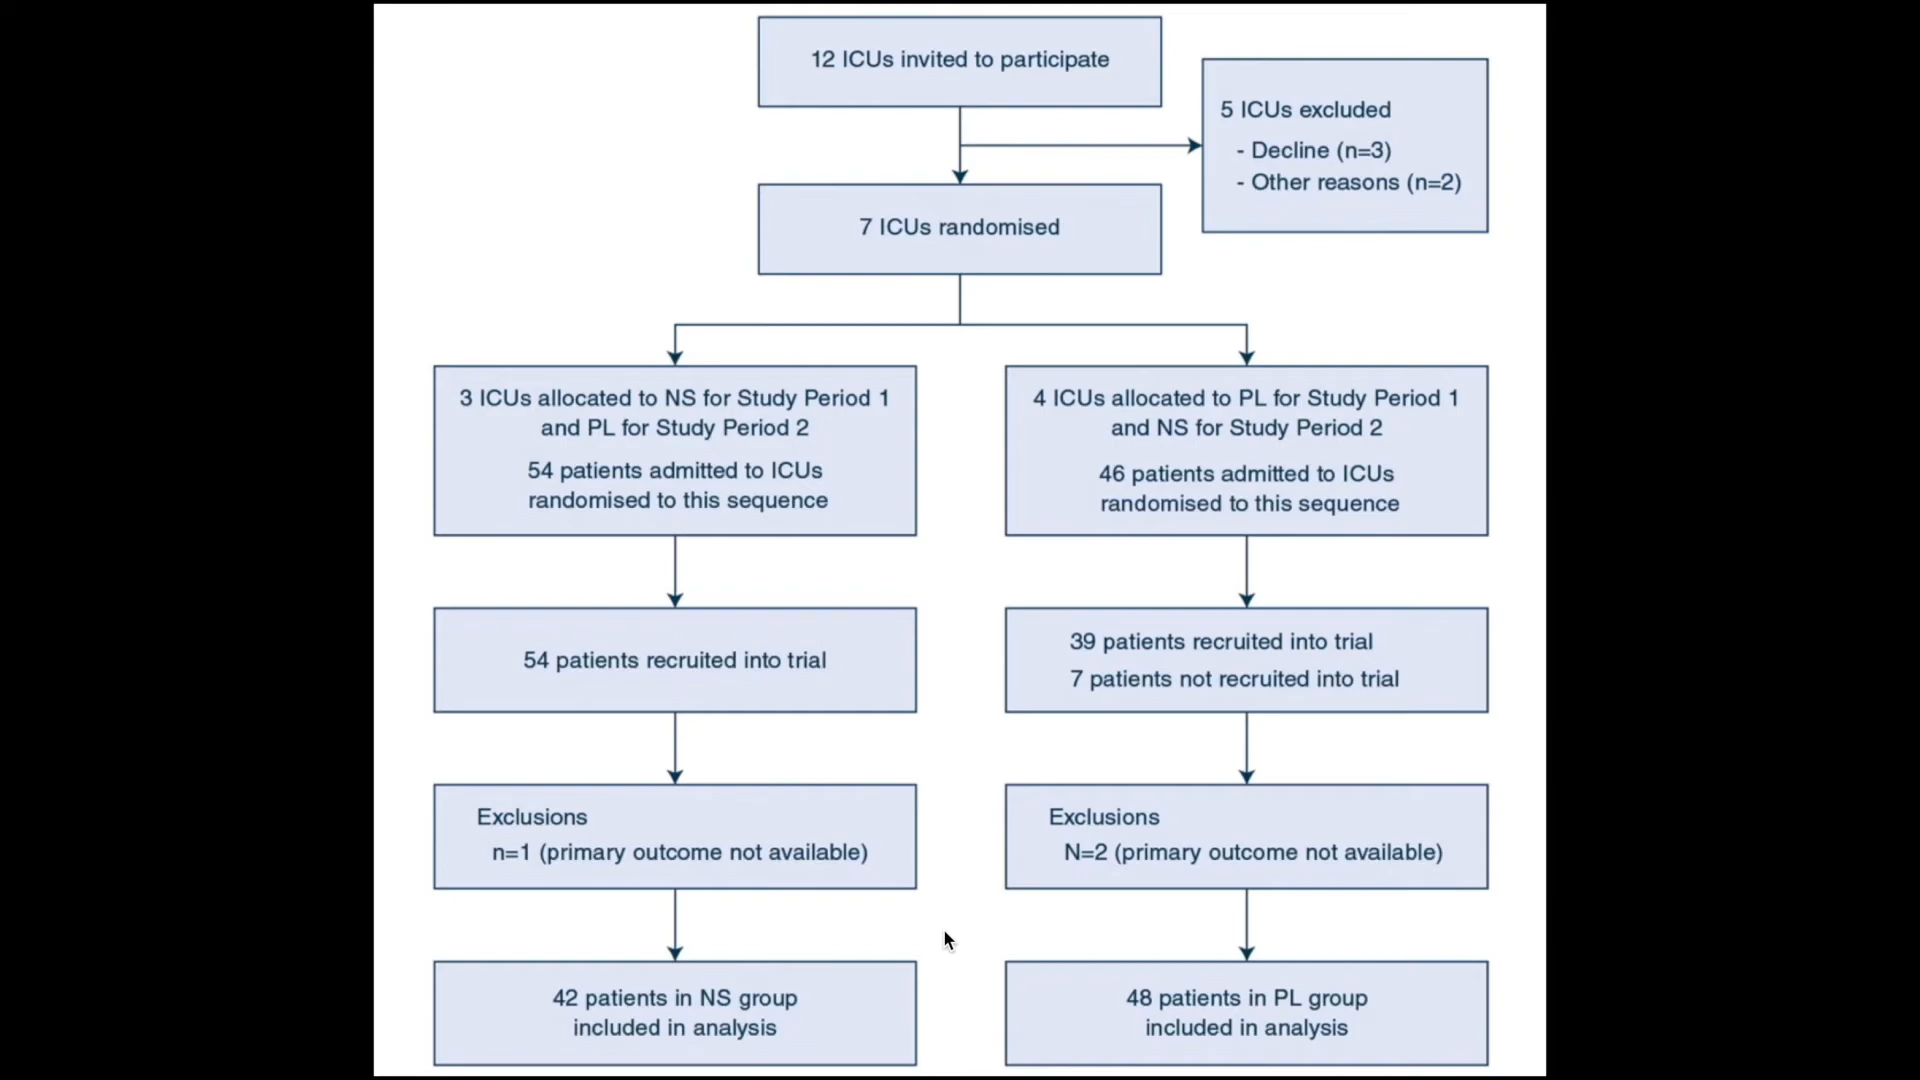 12 ICUs invited to participate
5 ICUs excluded
- Decline (n=3)
- Other reasons (n=2)
7 ICUs randomised
3 ICUs allocated to NS for Study Period 1
and PL for Study Period 2
54 patients admitted to ICUs
randomised to this sequence
4 ICUs allocated to PL for Study Period 1
and NS for Study Period 2
46 patients admitted to ICUs
randomised to this sequence
54 patients recruited into trial
39 patients recruited into trial
7 patients not recruited into trial
Exclusions
n=1 (primary outcome not available)
Exclusions
N=2 (primary outcome not available)
42 patients in NS group
included in analysis
48 patients in PL group
included in analysis